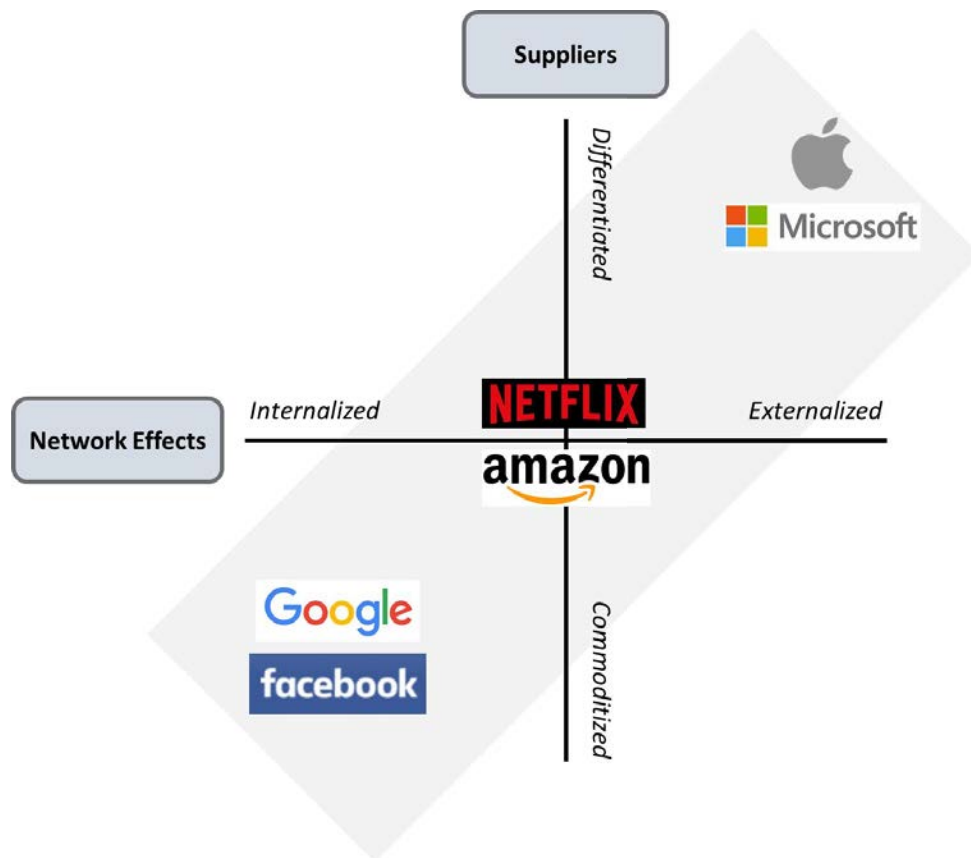 Suppliers
Differentiated
Microsoft
NETFLIX
Internalized
Externalized
Network Effects
amazon
Google
facebook
Commoditized